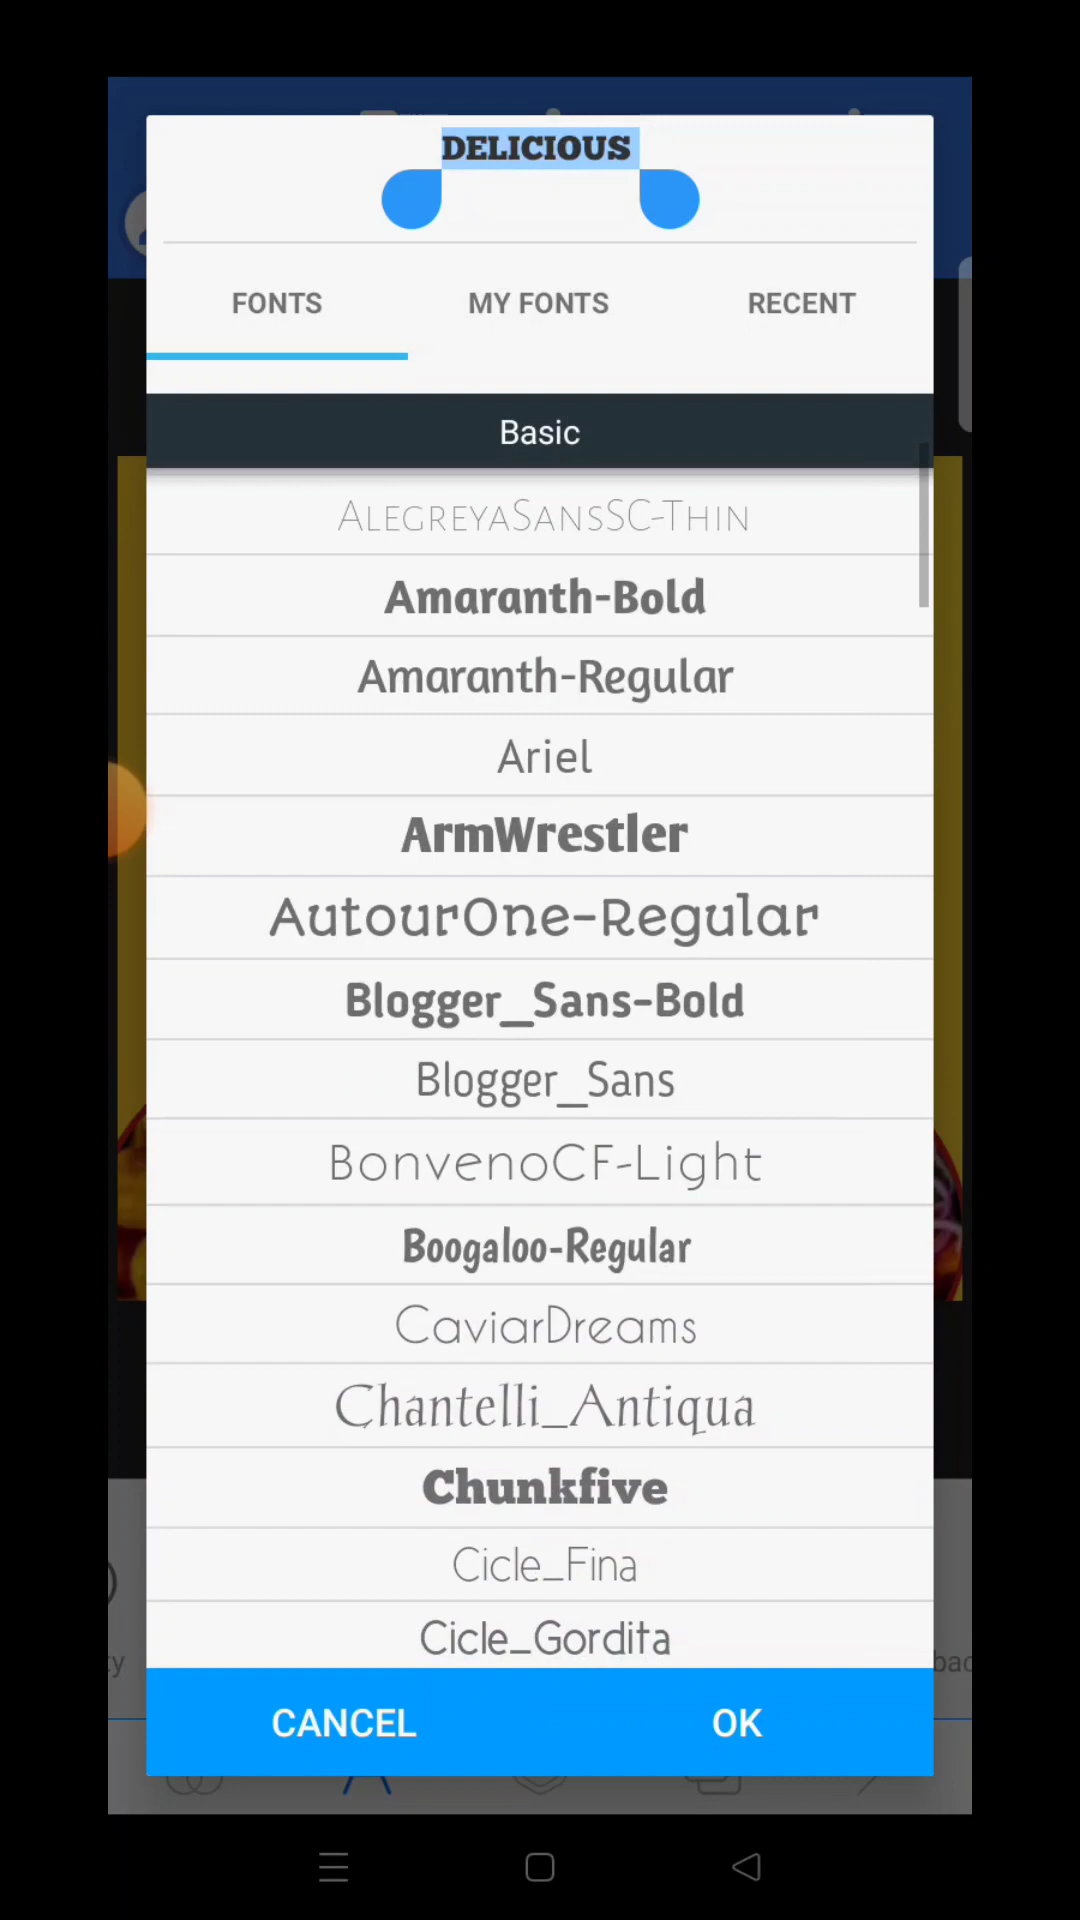 DELICIOUS
FONTS MY FONTS RECENT
Basic
AlegreyaSansSC-Thin
Amaranth-Bold
Amaranth-Regular
Ariel
ArmWrestler
AutourOne-Regular
Blogger_Sans-Bold
Blogger_Sans
BonvenoCF-Light
Boogaloo-Regular
CaviarDreams
Chantelli_Antiqua
Chunkfive
Cicle_Fina
Cicle_Gordita
CANCEL OK